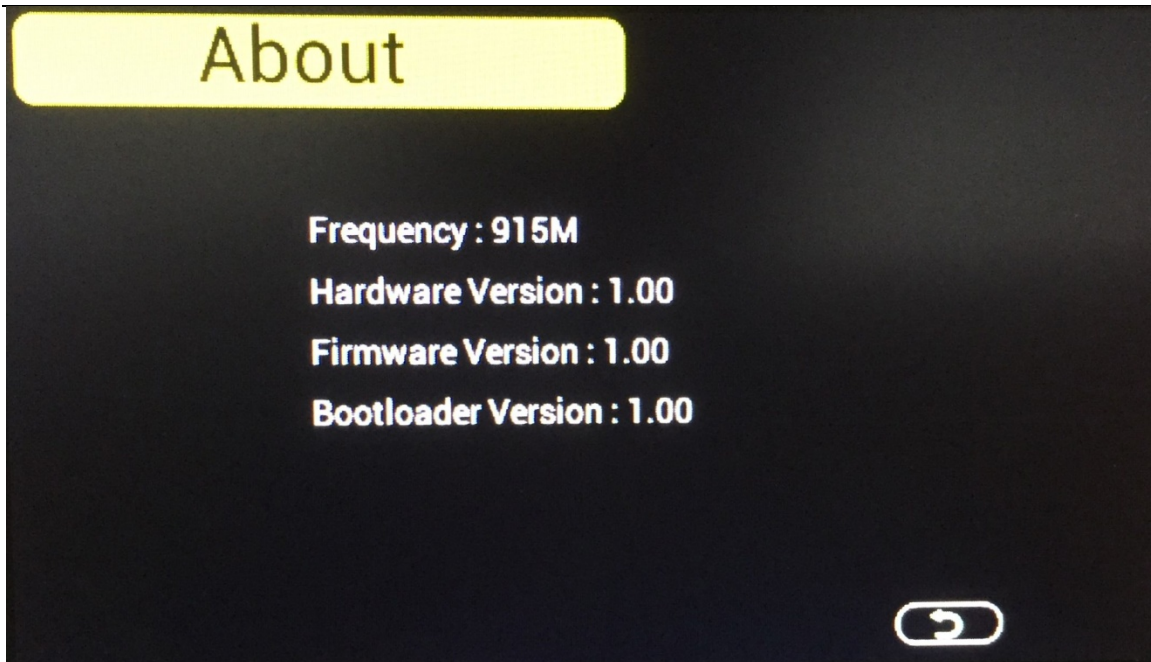 About
Frequency : 915M
Hardware Version : 1.00
Firmware Version : 1.00
Bootloader Version : 1.00